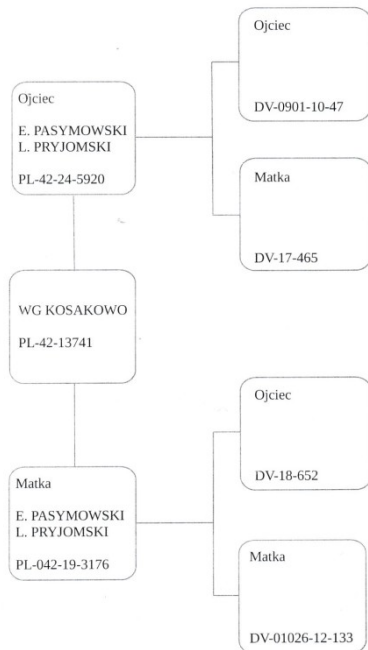 Ojciec
E. PASYMOWSKI
L. PRYJOMSKI
PL-42-24-5920
Ojciec
DV-0901-10-47
Matka
DV-17-465
WG KOSAKOWO
PL-42-13741
Matka
E. PASYMOWSKI
L. PRYJOMSKI
PL-042-19-3176
Ojciec
DV-18-652
Matka
DV-01026-12-133